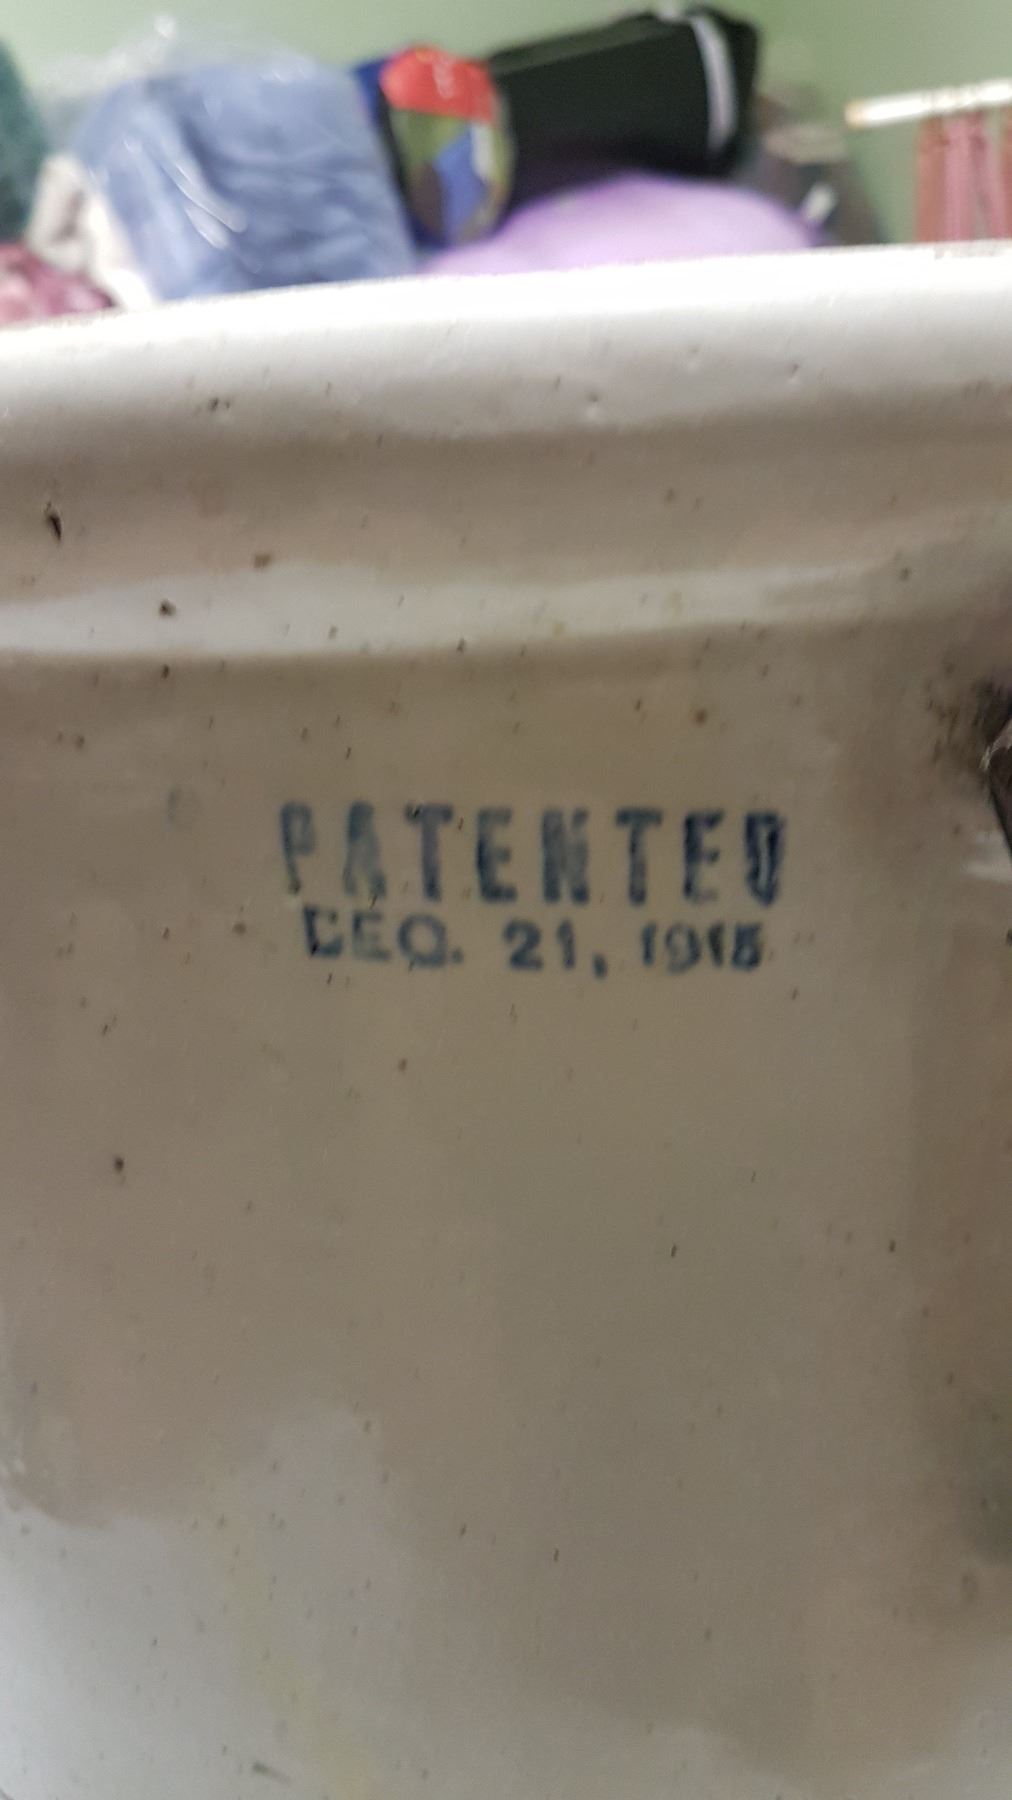 PATENTED
DEC. 21, 1915